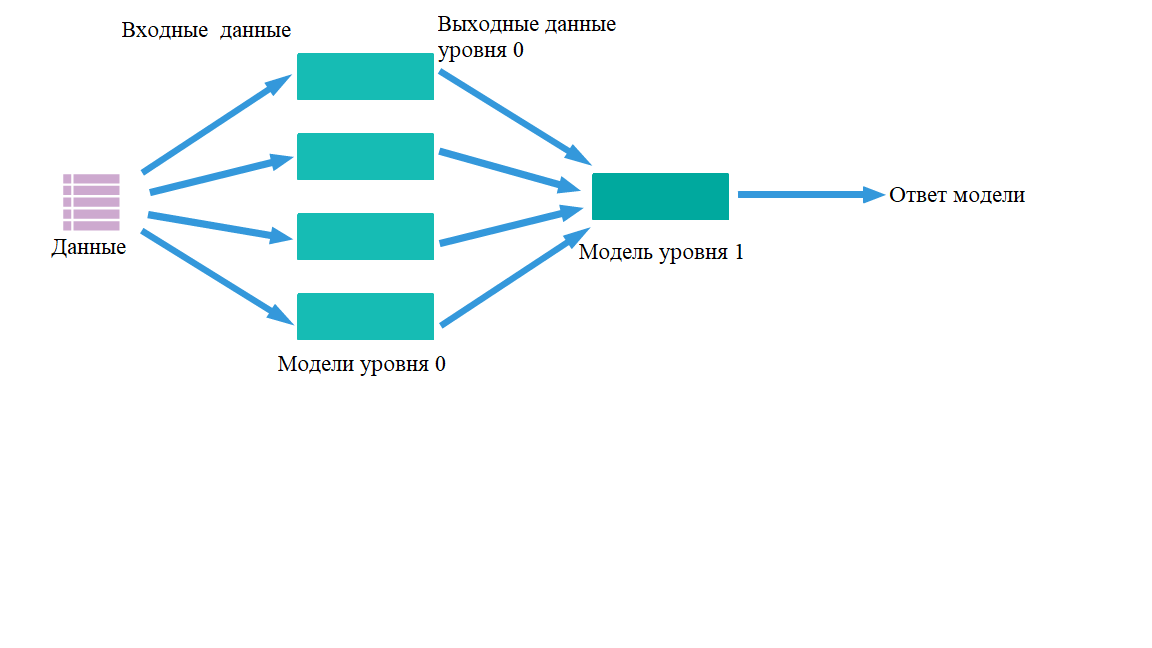 Входные данные
Выходные данные
уровня 0
Данные
Ответ модели
Модель уровня 1
Модели уровня 0